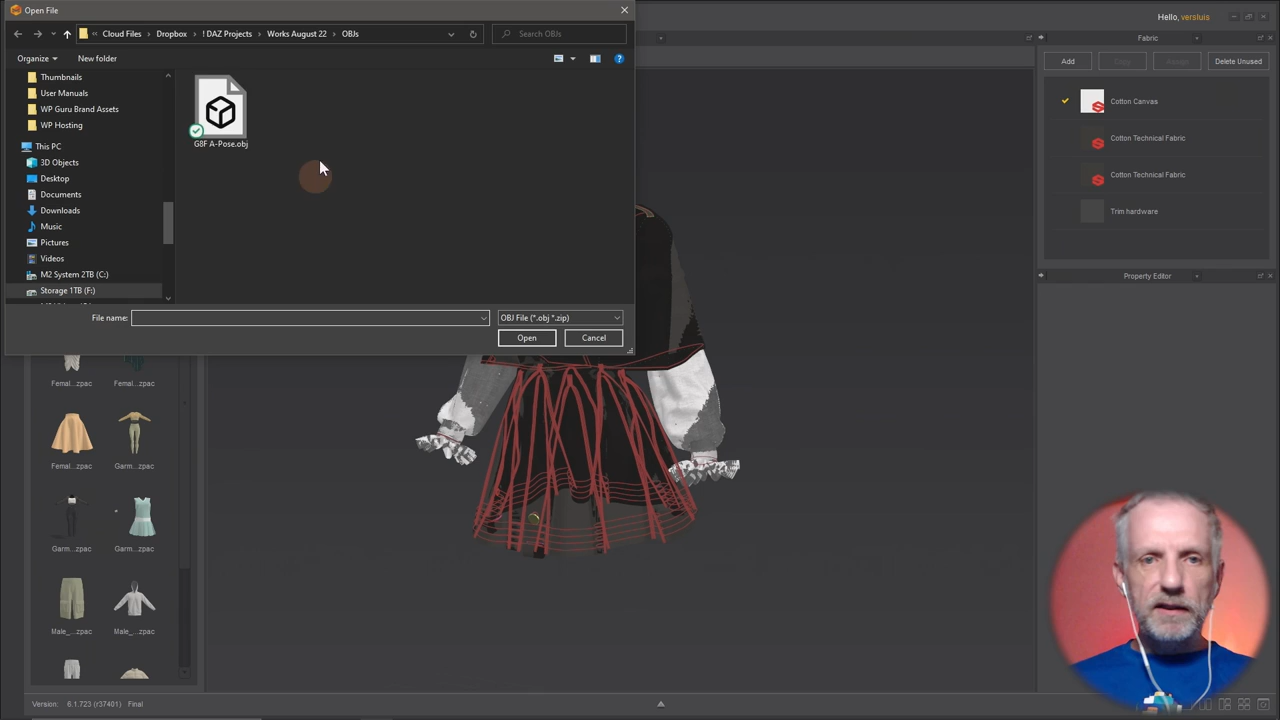 Open File
Hello, versluis
Cloud Files
Dropbox
! DAZ Projects
Works August 22
OBJs
Search OBJs
Organize
New folder
Thumbnails
User Manuals
WP Guru Brand Assets
WP Hosting
This PC
3D Objects
Desktop
Documents
Downloads
Music
Pictures
Videos
M2 System 2TB (C:)
Storage 1TB (F:)
G8F A-Pose.obj
File name:
OBJ File (*.obj *.zip)
Open
Cancel
Fabric
Add
Copy
Assign
Delete Unused
Cotton Canvas
Cotton Technical Fabric
Cotton Technical Fabric
Trim hardware
Property Editor
Femal...zpac
Femal...zpac
Femal...zpac
Garm...zpac
Garm...zpac
Garm...zpac
Male_...zpac
Male_...zpac
Version: 6.1.723 (r37401) Final